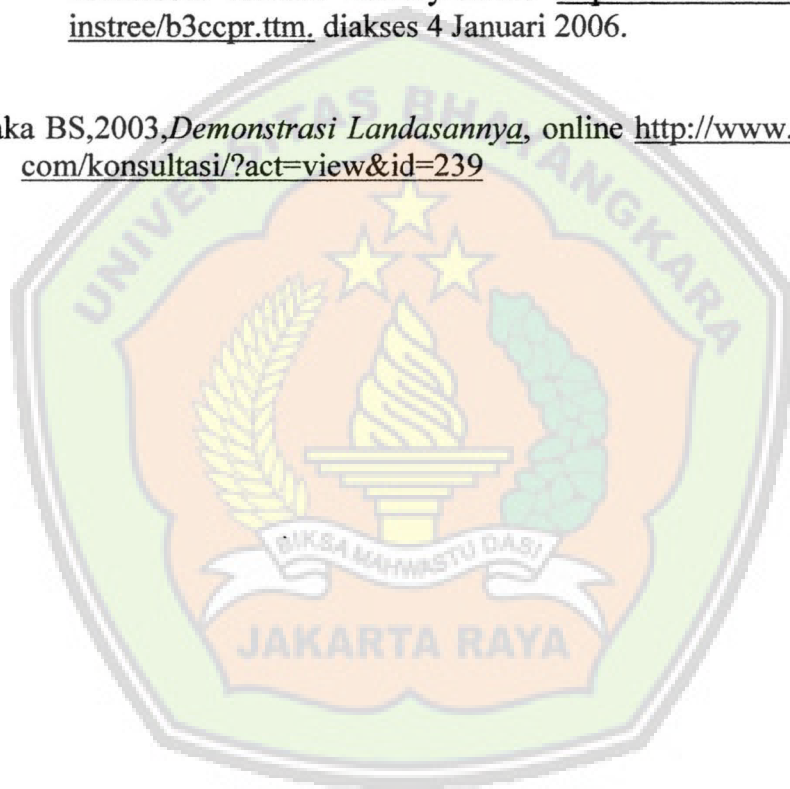 instree/b3ccpr.ttm. diakses 4 Januari 2006.
aka BS,2003,Demonstrasi Landasannya, online http://www.
com/konsultasi/?act=view&id=239
UNIVERSITAS BHAYANGKARA
BIKSA MAHWASTU DASI
JAKARTA RAYA